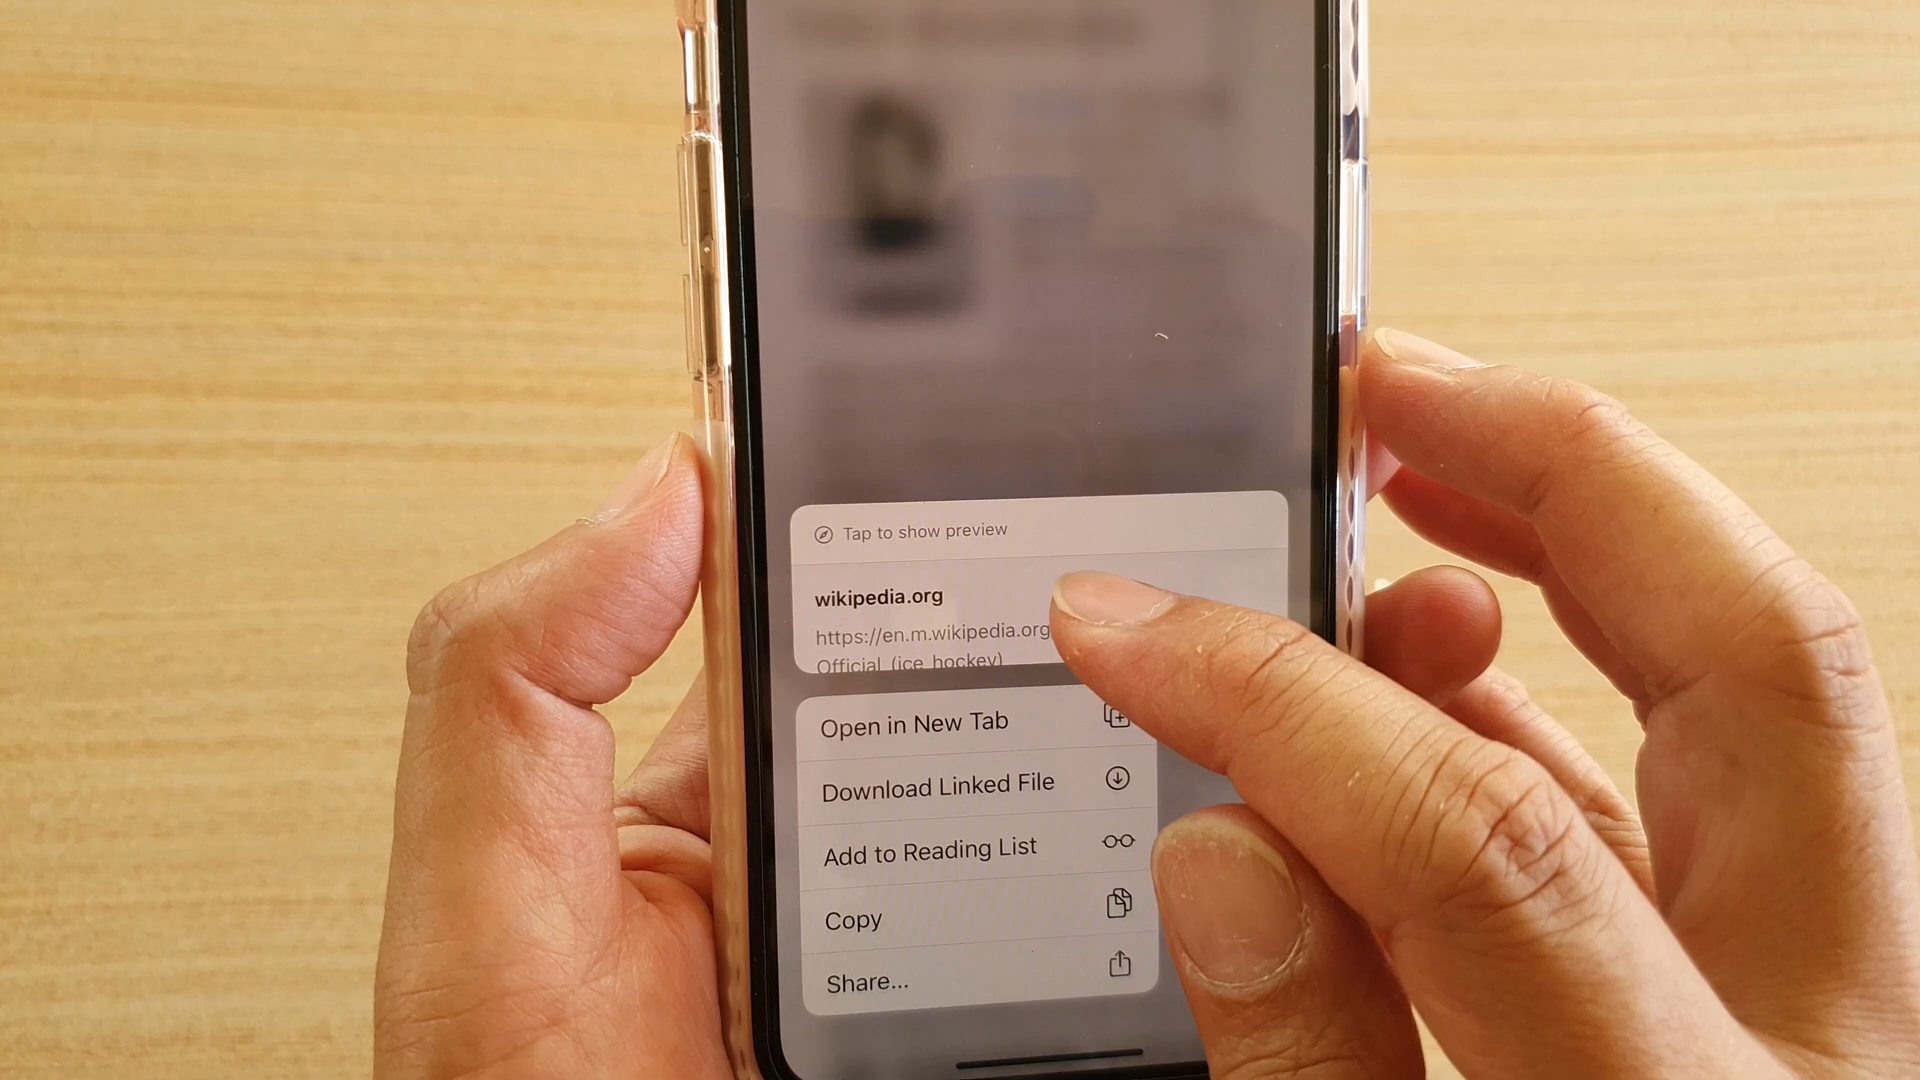 Tap to show preview
wikipedia.org
https://en.m.wikipedia.org
Official_(ice_hockey)
Open in New Tab
Download Linked File
Add to Reading List
Copy
Share...